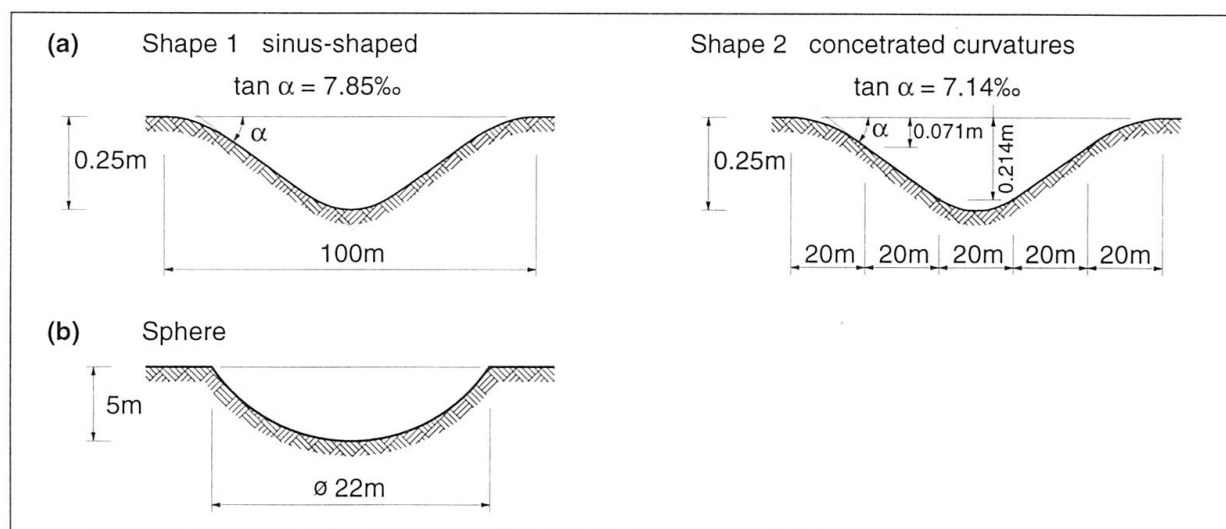 (a) Shape 1 sinus-shaped
tan α = 7.85‰
α
0.25m
100m
Shape 2 concetrated curvatures
tan α = 7.14‰
α
0.071m
0.214m
0.25m
20m 20m 20m 20m 20m
(b) Sphere
5m
ø 22m